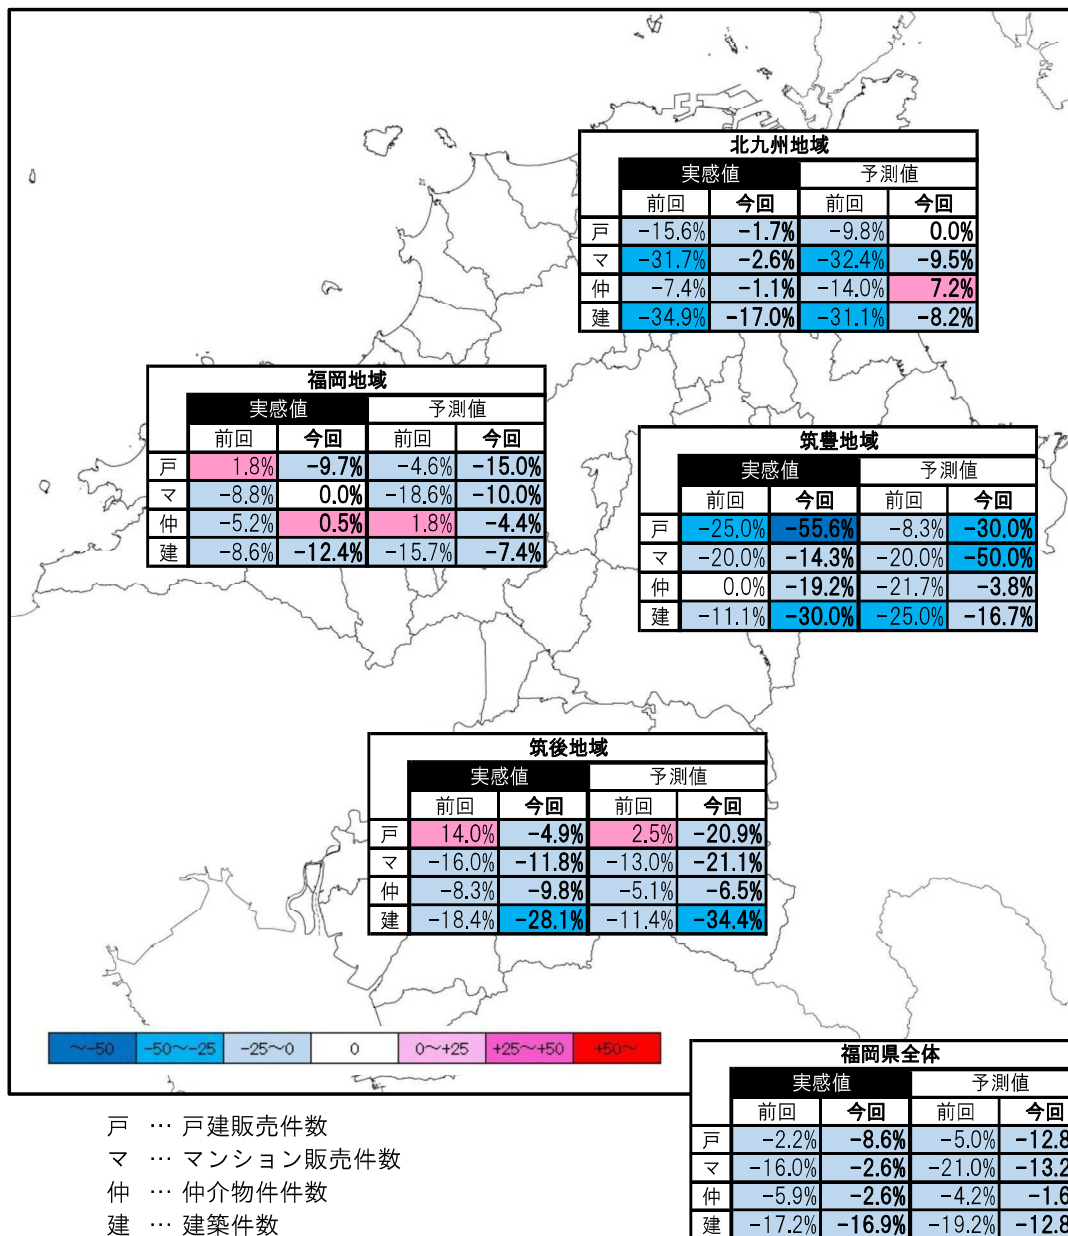 北九州地域
実感値 予測値
前回 今回 前回 今回
戸 -15.6% -1.7% -9.8% 0.0%
マ -31.7% -2.6% -32.4% -9.5%
仲 -7.4% -1.1% -14.0% 7.2%
建 -34.9% -17.0% -31.1% -8.2%
福岡地域
実感値 予測値
前回 今回 前回 今回
戸 1.8% -9.7% -4.6% -15.0%
マ -8.8% 0.0% -18.6% -10.0%
仲 -5.2% 0.5% 1.8% -4.4%
建 -8.6% -12.4% -15.7% -7.4%
筑豊地域
実感値 予測値
前回 今回 前回 今回
戸 -25.0% -55.6% -8.3% -30.0%
マ -20.0% -14.3% -20.0% -50.0%
仲 0.0% -19.2% -21.7% -3.8%
建 -11.1% -30.0% -25.0% -16.7%
筑後地域
実感値 予測値
前回 今回 前回 今回
戸 14.0% -4.9% 2.5% -20.9%
マ -16.0% -11.8% -13.0% -21.1%
仲 -8.3% -9.8% -5.1% -6.5%
建 -18.4% -28.1% -11.4% -34.4%
～-50 -50～-25 -25～0 0 0～+25 +25～+50 +50～
福岡県全体
実感値 予測値
前回 今回 前回 今回
戸 -2.2% -8.6% -5.0% -12.8
マ -16.0% -2.6% -21.0% -13.2
仲 -5.9% -2.6% -4.2% -1.6
建 -17.2% -16.9% -19.2% -12.8
戸 … 戸建販売件数
マ … マンション販売件数
仲 … 仲介物件件数
建 … 建築件数